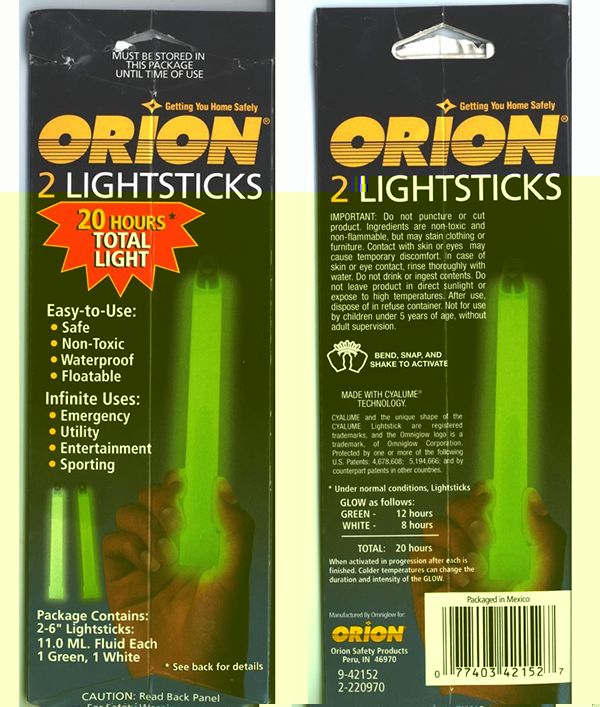 MUST BE STORED IN
THIS PACKAGE
UNTIL TIME OF USE
Getting You Home Safely
ORION®
2 LIGHTSTICKS
20 HOURS*
TOTAL
LIGHT
Easy-to-Use:
• Safe
• Non-Toxic
• Waterproof
• Floatable
Infinite Uses:
• Emergency
• Utility
• Entertainment
• Sporting
Package Contains:
2-6" Lightsticks:
11.0 ML. Fluid Each
1 Green, 1 White
* See back for details
CAUTION: Read Back Panel
Getting You Home Safely
ORION®
2 LIGHTSTICKS
IMPORTANT: Do not puncture or cut
product. Ingredients are non-toxic and
non-flammable, but may stain clothing or
furniture. Contact with skin or eyes may
cause temporary discomfort. In case of
skin or eye contact, rinse thoroughly with
water. Do not drink or ingest contents. Do
not leave product in direct sunlight or
expose to high temperatures. After use,
dispose of in refuse container. Not for use
by children under 5 years of age, without
adult supervision.
BEND, SNAP, AND
SHAKE TO ACTIVATE
MADE WITH CYALUME®
TECHNOLOGY.
CYALUME and the unique shape of the
CYALUME Lightstick are registered
trademarks, and the Omniglow logo is a
trademark, of Omniglow Corporation.
Protected by one or more of the following
U.S. Patents: 4,678,608; 5,194,666; and by
counterpart patents in other countries.
* Under normal conditions, Lightsticks
GLOW as follows:
GREEN - 12 hours
WHITE - 8 hours
TOTAL: 20 hours
When activated in progression after each is
finished. Colder temperatures can change the
duration and intensity of the GLOW.
Manufactured By Omniglow for:
ORION®
Orion Safety Products
Peru, IN 46970
9-42152
2-220970
Packaged in Mexico
0 77403 42152 7